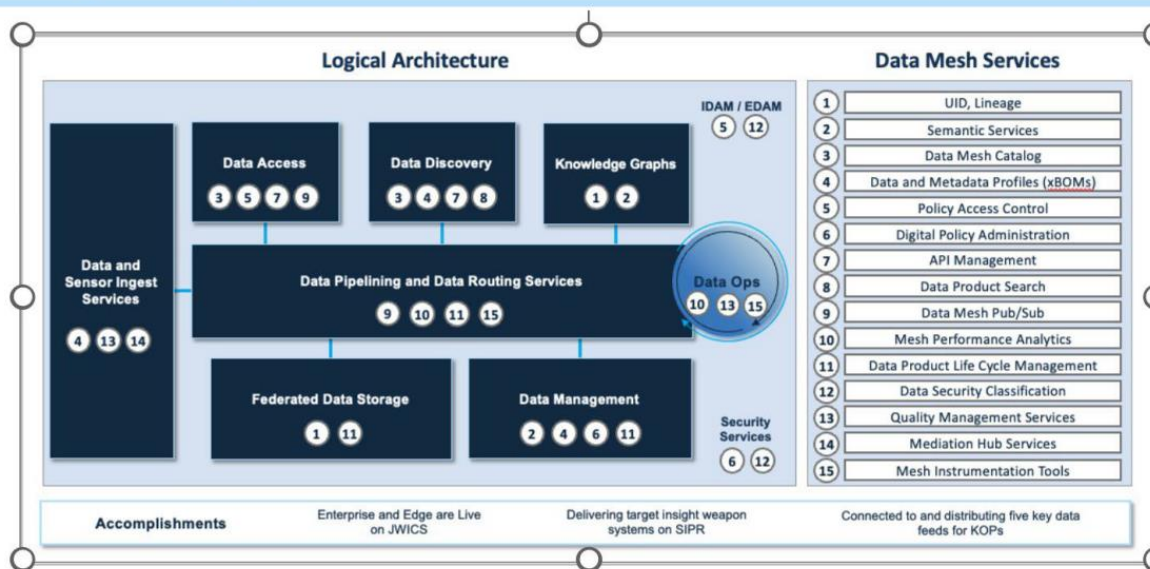 Logical Architecture
IDAM / EDAM
5 12
Data Access
3 5 7 9
Data Discovery
3 4 7 8
Knowledge Graphs
1 2
Data and
Sensor Ingest
Services
4 13 14
Data Pipelining and Data Routing Services
9 10 11 15
Data Ops
10 13 15
Federated Data Storage
1 11
Data Management
2 4 6 11
Security
Services
6 12
Data Mesh Services
1 UID, Lineage
2 Semantic Services
3 Data Mesh Catalog
4 Data and Metadata Profiles (xBOMs)
5 Policy Access Control
6 Digital Policy Administration
7 API Management
8 Data Product Search
9 Data Mesh Pub/Sub
10 Mesh Performance Analytics
11 Data Product Life Cycle Management
12 Data Security Classification
13 Quality Management Services
14 Mediation Hub Services
15 Mesh Instrumentation Tools
Accomplishments
Enterprise and Edge are Live
on JWICS
Delivering target insight weapon
systems on SIPR
Connected to and distributing five key data
feeds for KOPs